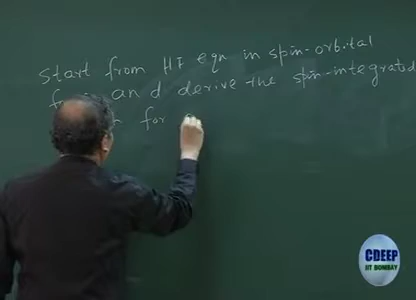 Start from HF eqn in spin-orbital
and derive the spin-integrated
for
CDEEP
IIT BOMBAY